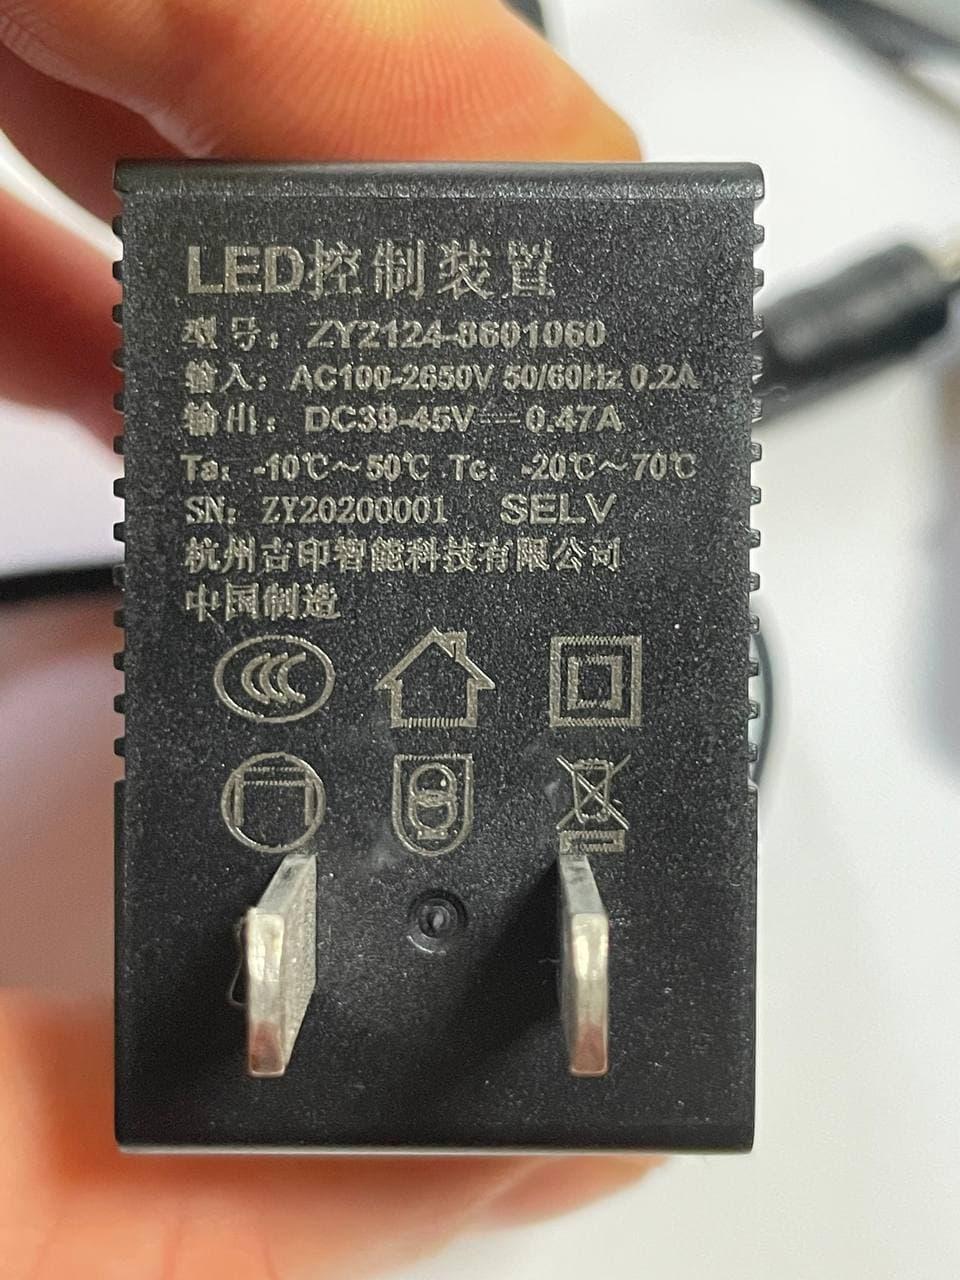 LED控制装置
型号：ZY2124-8601060
输入：AC100-2650V 50/60Hz 0.2A
输出：DC39-45V⎓0.47A
Ta：-10℃～50℃ Tc：-20℃～70℃
SN：ZY20200001 SELV
杭州吉印智能科技有限公司
中国制造
CCC